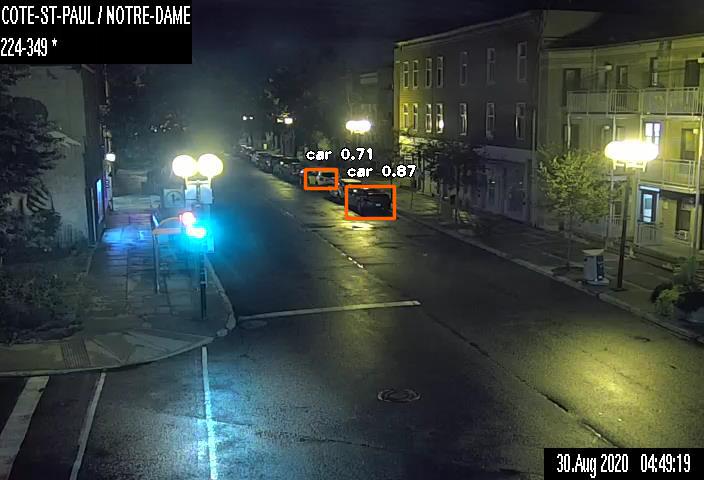 COTE-ST-PAUL / NOTRE-DAME
224-349 *
car 0.71
car 0.87
30.Aug 2020 04:49:19